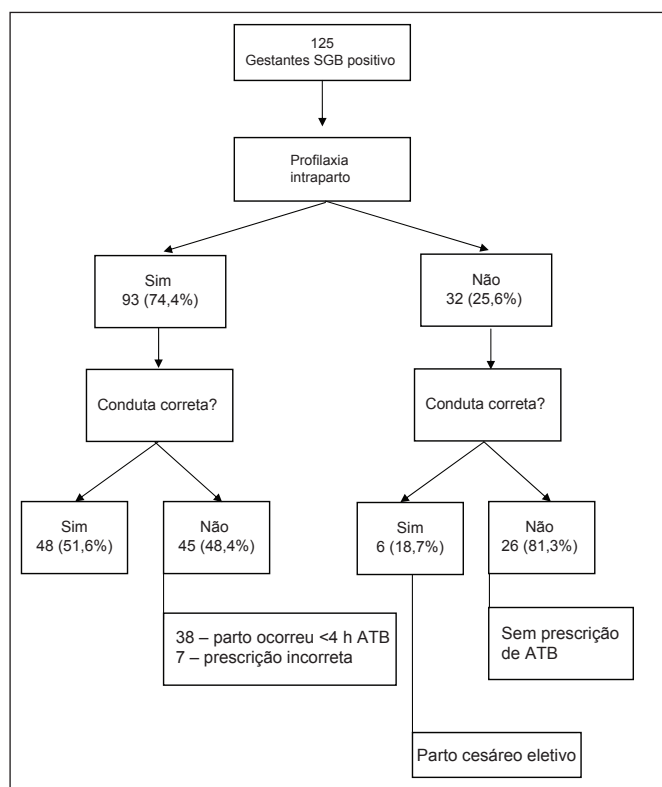 125
Gestantes SGB positivo
Profilaxia
intraparto
Sim
93 (74,4%)
Não
32 (25,6%)
Conduta correta?
Conduta correta?
Sim
48 (51,6%)
Não
45 (48,4%)
Sim
6 (18,7%)
Não
26 (81,3%)
38 – parto ocorreu <4 h ATB
7 – prescrição incorreta
Sem prescrição
de ATB
Parto cesáreo eletivo